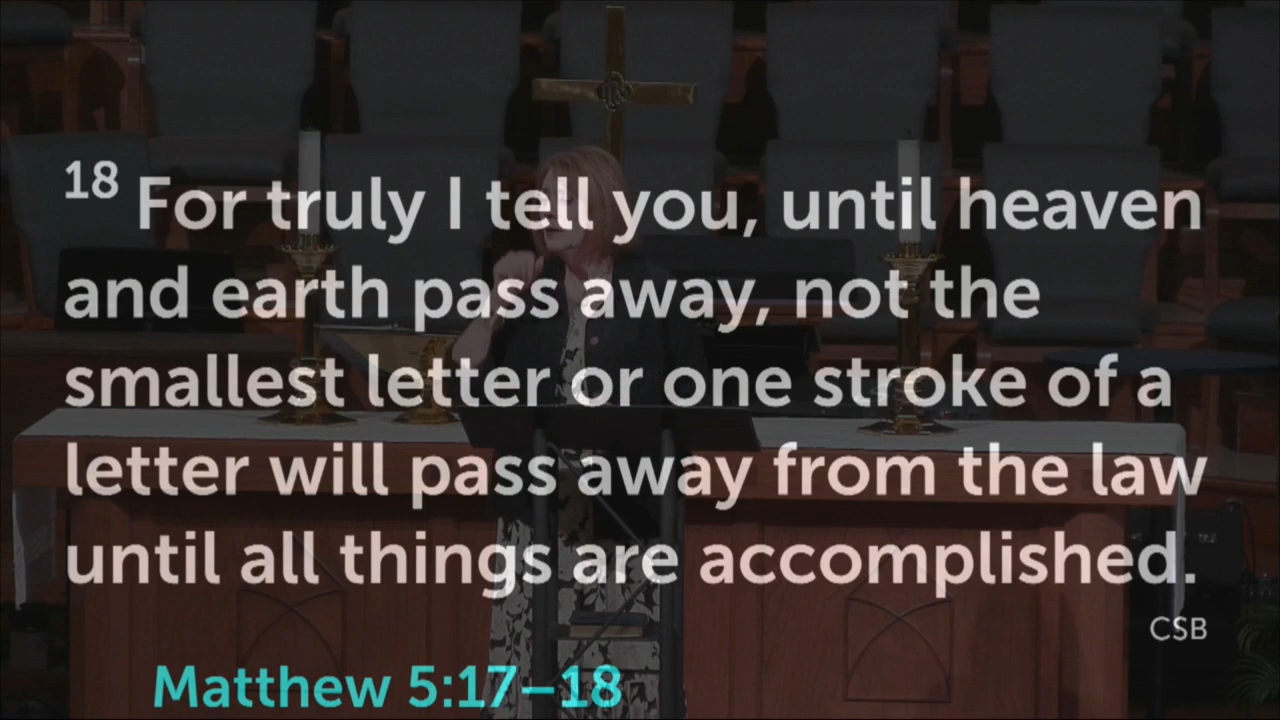 18 For truly I tell you, until heaven
and earth pass away, not the
smallest letter or one stroke of a
letter will pass away from the law
until all things are accomplished.
CSB
Matthew 5:17–18